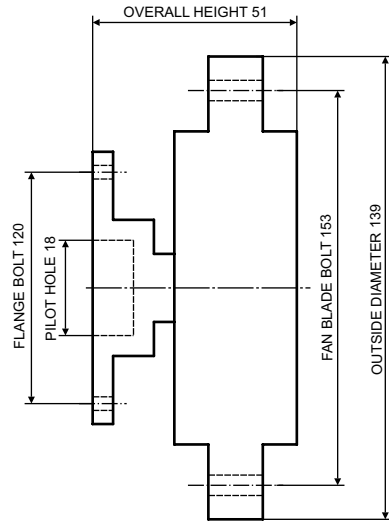 OVERALL HEIGHT 51
FLANGE BOLT 120
PILOT HOLE 18
FAN BLADE BOLT 153
OUTSIDE DIAMETER 139